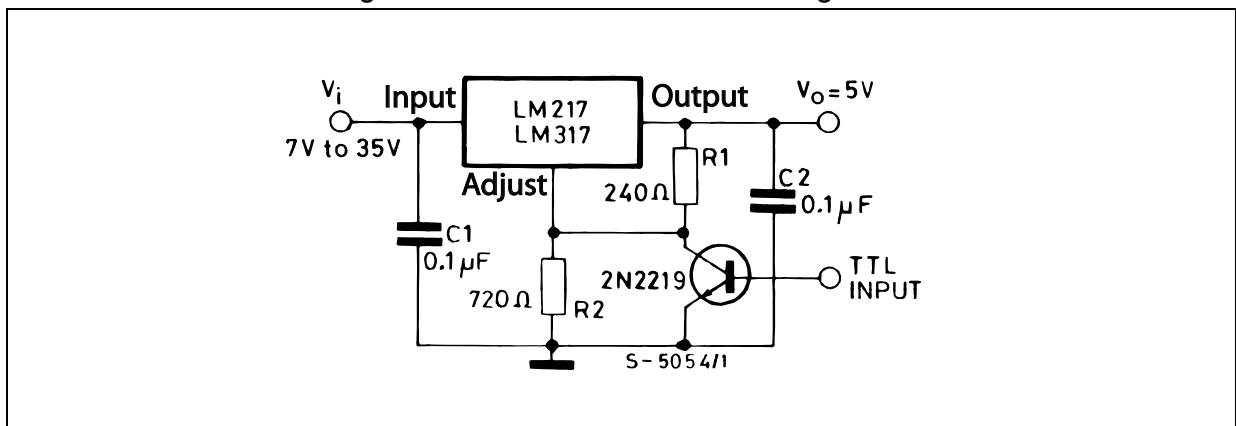 Vi
Input
LM217
LM317
Output
Vo=5V
7V to 35V
Adjust
R1
240Ω
C2
0.1μF
C1
0.1μF
2N2219
TTL
INPUT
720Ω
R2
S-5054/1